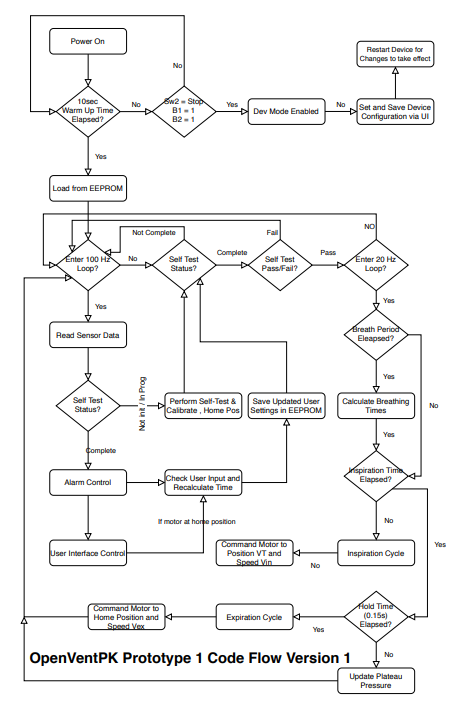 Power On
Restart Device for
Changes to take effect
No
10sec
Warm Up Time
Elapsed?
No
Sw2 = Stop
B1 = 1
B2 = 1
Yes
Dev Mode Enabled
No
Set and Save Device
Configuration via UI
Yes
Load from EEPROM
NO
Not Complete
Fail
Enter 100 Hz
Loop?
No
Self Test
Status?
Complete
Self Test
Pass/Fail?
Pass
Enter 20 Hz
Loop?
Yes
Yes
Read Sensor Data
Breath Period
Eleapsed?
Self Test
Status?
Not init / In Prog
Perform Self-Test &
Calibrate , Home Pos
Save Updated User
Settings in EEPROM
Calculate Breathing
Times
No
Yes
Complete
Alarm Control
Check User Input and
Recalculate Time
Inspiration Time
Elapsed?
If motor at home position
No
Yes
User Interface Control
Command Motor to
Position VT and
Speed Vin
No
Inspiration Cycle
Command Motor to
Home Position and
Speed Vex
Expiration Cycle
Yes
Hold Time
(0.15s)
Elapsed?
No
OpenVentPK Prototype 1 Code Flow Version 1
Update Plateau
Pressure